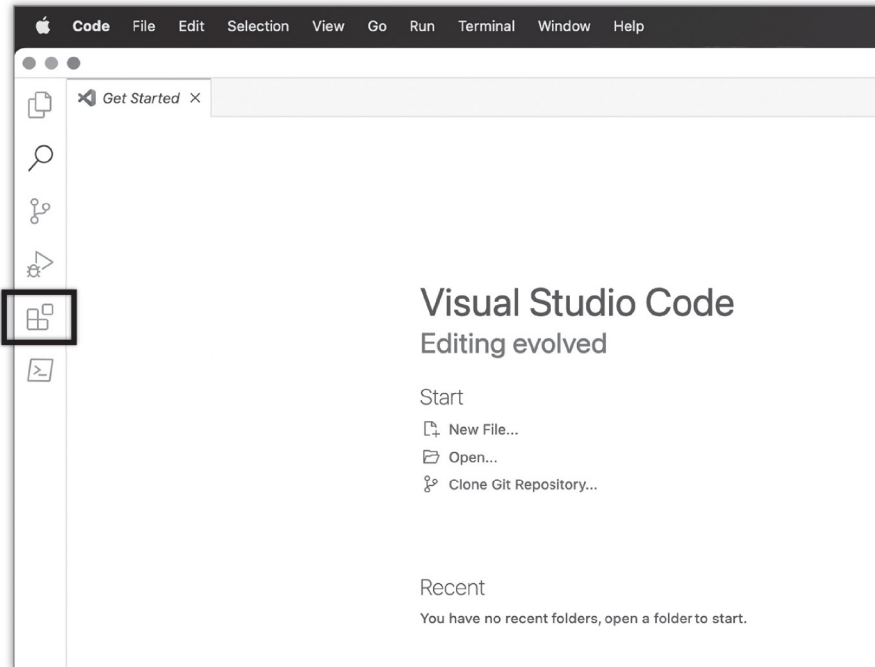 Code File Edit Selection View Go Run Terminal Window Help
Get Started
Visual Studio Code
Editing evolved
Start
New File...
Open...
Clone Git Repository...
Recent
You have no recent folders, open a folder to start.